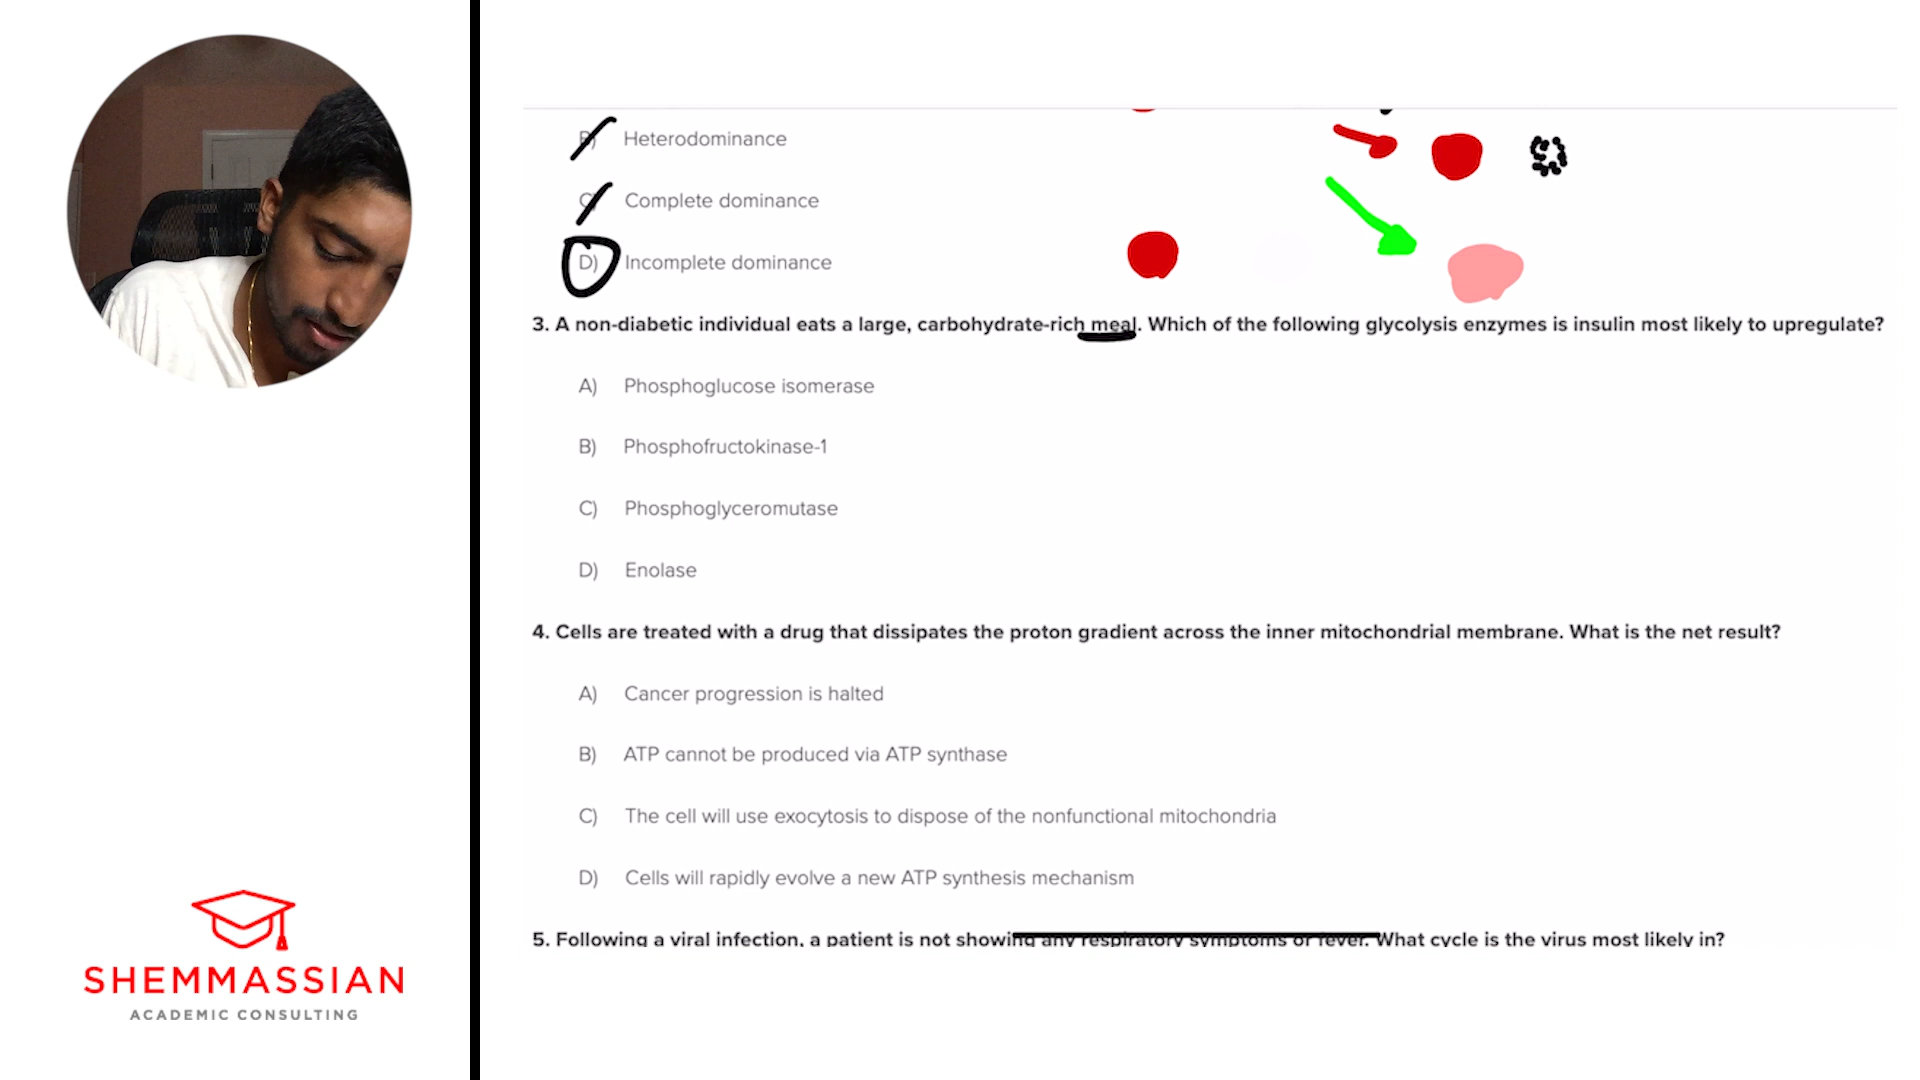 B) Heterodominance
C) Complete dominance
D) Incomplete dominance
3. A non-diabetic individual eats a large, carbohydrate-rich meal. Which of the following glycolysis enzymes is insulin most likely to upregulate?
A) Phosphoglucose isomerase
B) Phosphofructokinase-1
C) Phosphoglyceromutase
D) Enolase
4. Cells are treated with a drug that dissipates the proton gradient across the inner mitochondrial membrane. What is the net result?
A) Cancer progression is halted
B) ATP cannot be produced via ATP synthase
C) The cell will use exocytosis to dispose of the nonfunctional mitochondria
D) Cells will rapidly evolve a new ATP synthesis mechanism
5. Following a viral infection, a patient is not showing any respiratory symptoms or fever. What cycle is the virus most likely in?
SHEMMASSIAN
ACADEMIC CONSULTING